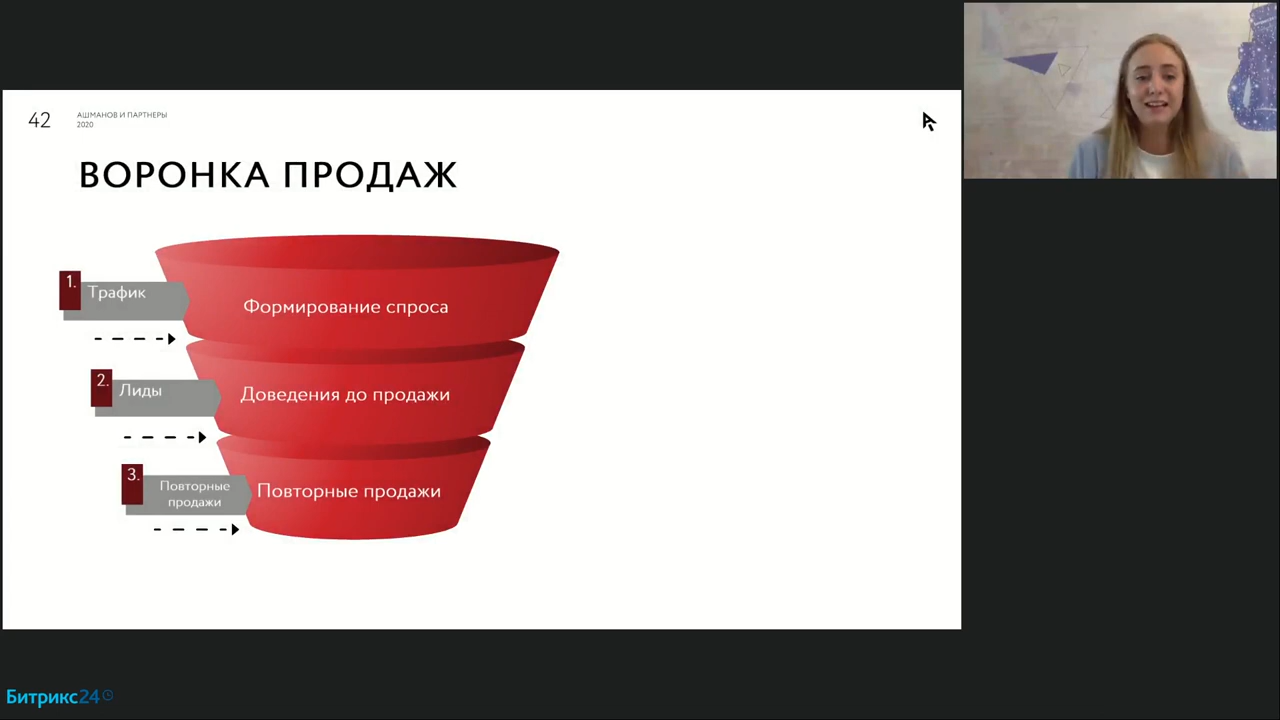 42
АШМАНОВ И ПАРТНЕРЫ
2020
ВОРОНКА ПРОДАЖ
1.
Трафик
Формирование спроса
2.
Лиды
Доведения до продажи
3.
Повторные
продажи
Повторные продажи
Битрикс24